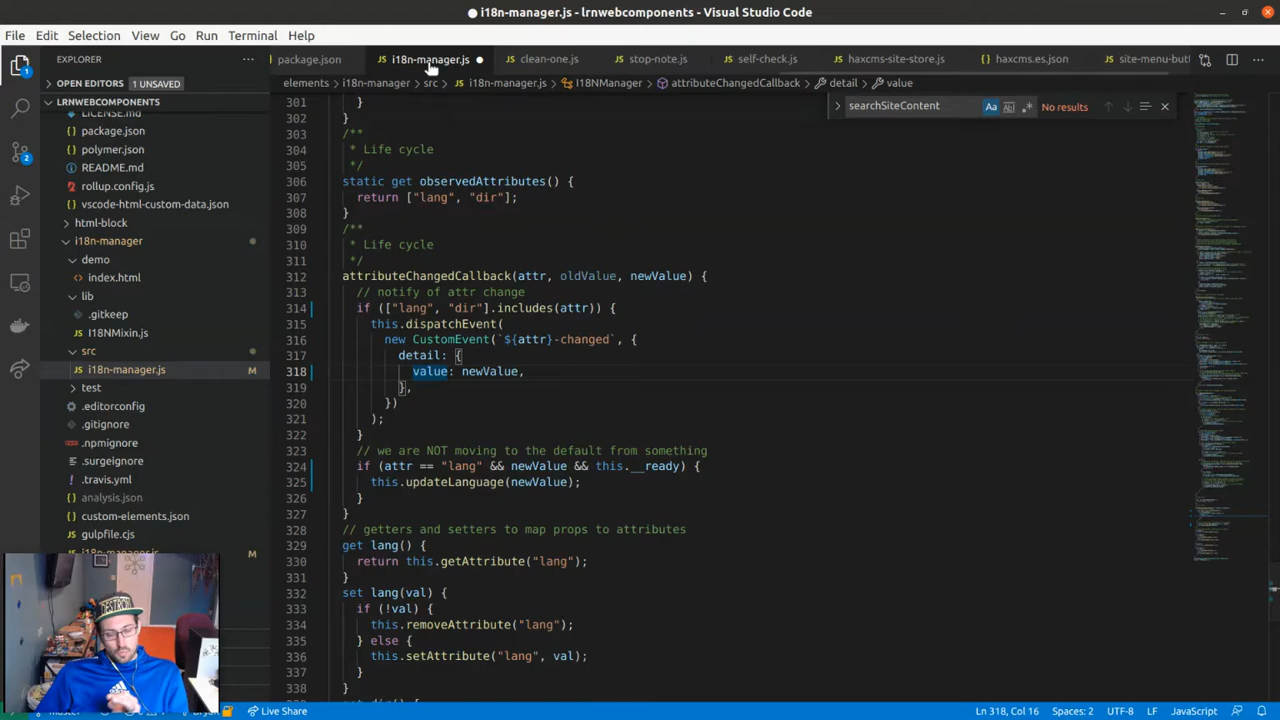 i18n-manager.js - lrnwebcomponents - Visual Studio Code
File Edit Selection View Go Run Terminal Help
EXPLORER
package.json
i18n-manager.js
clean-one.js
stop-note.js
self-check.js
haxcms-site-store.js
haxcms.es.json
OPEN EDITORS 1 UNSAVED
elements > i18n-manager > src > JS i18n-manager.js > I18NManager > attributeChangedCallback > detail > value
LRNWEBCOMPONENTS
searchSiteContent
Aa
No results
LICENSE.md
package.json
polymer.json
README.md
rollup.config.js
vscode-html-custom-data.json
html-block
i18n-manager
demo
index.html
lib
.gitkeep
I18NMixin.js
src
i18n-manager.js M
test
.editorconfig
.gitignore
.npmignore
.surgeignore
.travis.yml
analysis.json
custom-elements.json
gulpfile.cjs
i18n-manager.js M
301 }
302 }
303 /**
304 * Life cycle
305 */
306 static get observedAttributes() {
307 return ["lang", "dir"];
308 }
309 /**
310 * Life cycle
311 */
312 attributeChangedCallback(attr, oldValue, newValue) {
313 // notify of attr change
314 if (["lang", "dir"].includes(attr)) {
315 this.dispatchEvent(
316 new CustomEvent(`${attr}-changed`, {
317 detail: {
318 value: newValue,
319 },
320 })
321 );
322 }
323 // we are NOT moving to the default from something
324 if (attr == "lang" && newValue && this.__ready) {
325 this.updateLanguage(newValue);
326 }
327 }
328 // getters and setters to map props to attributes
329 get lang() {
330 return this.getAttribute("lang");
331 }
332 set lang(val) {
333 if (!val) {
334 this.removeAttribute("lang");
335 } else {
336 this.setAttribute("lang", val);
337 }
338 }
Live Share
Ln 318, Col 16 Spaces: 2 UTF-8 LF JavaScript